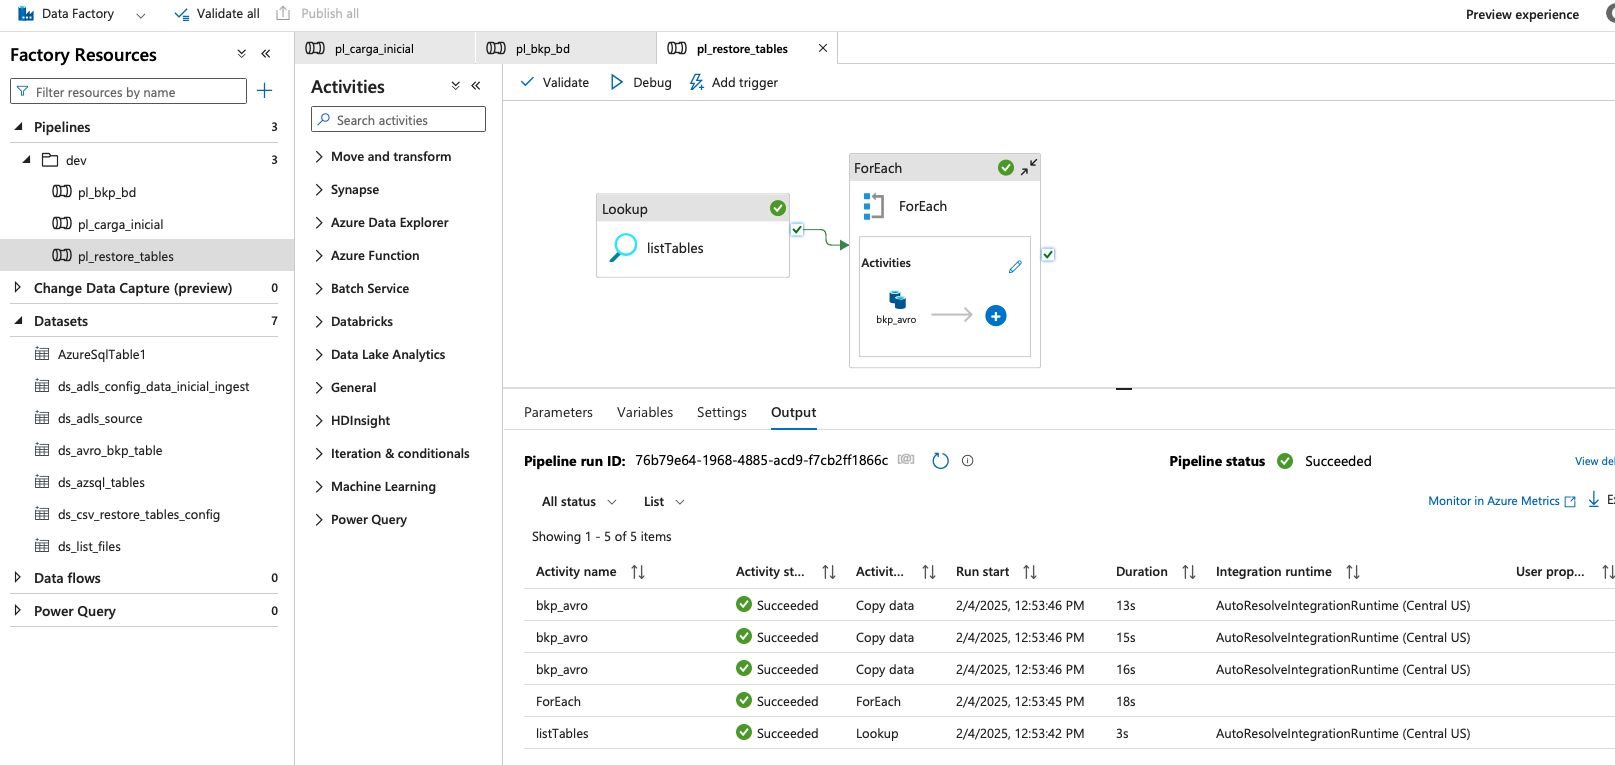 Data Factory
Validate all
Publish all
Preview experience
Factory Resources
Filter resources by name
Pipelines 3
dev 3
pl_bkp_bd
pl_carga_inicial
pl_restore_tables
Change Data Capture (preview) 0
Datasets 7
AzureSqlTable1
ds_adls_config_data_inicial_ingest
ds_adls_source
ds_avro_bkp_table
ds_azsql_tables
ds_csv_restore_tables_config
ds_list_files
Data flows 0
Power Query 0
pl_carga_inicial
pl_bkp_bd
pl_restore_tables
Activities
Search activities
Move and transform
Synapse
Azure Data Explorer
Azure Function
Batch Service
Databricks
Data Lake Analytics
General
HDInsight
Iteration & conditionals
Machine Learning
Power Query
Validate
Debug
Add trigger
Lookup
listTables
ForEach
ForEach
Activities
bkp_avro
Parameters
Variables
Settings
Output
Pipeline run ID: 76b79e64-1968-4885-acd9-f7cb2ff1866c
Pipeline status Succeeded
View del
All status
List
Monitor in Azure Metrics
Ex
Showing 1 - 5 of 5 items
Activity name Activity st... Activit... Run start Duration Integration runtime User prop...
bkp_avro Succeeded Copy data 2/4/2025, 12:53:46 PM 13s AutoResolveIntegrationRuntime (Central US)
bkp_avro Succeeded Copy data 2/4/2025, 12:53:46 PM 15s AutoResolveIntegrationRuntime (Central US)
bkp_avro Succeeded Copy data 2/4/2025, 12:53:46 PM 16s AutoResolveIntegrationRuntime (Central US)
ForEach Succeeded ForEach 2/4/2025, 12:53:45 PM 18s
listTables Succeeded Lookup 2/4/2025, 12:53:42 PM 3s AutoResolveIntegrationRuntime (Central US)